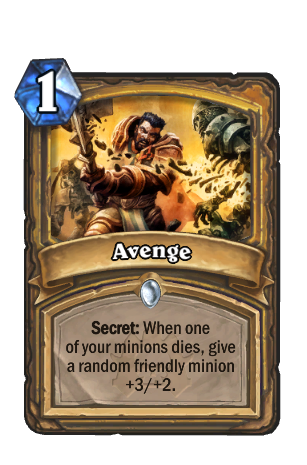 1
Avenge
Secret: When one
of your minions dies, give
a random friendly minion
+3/+2.